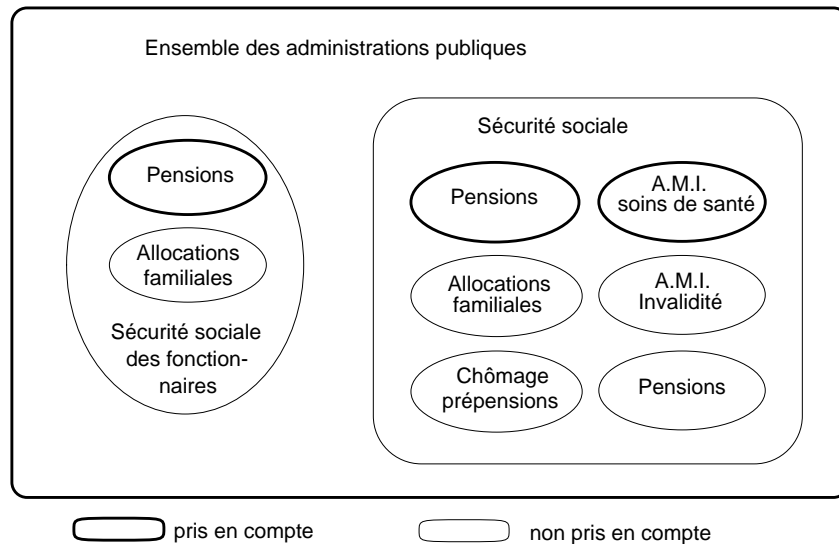 Ensemble des administrations publiques
Pensions
Allocations
familiales
Sécurité sociale
des fonction-
naires
Sécurité sociale
Pensions
A.M.I.
soins de santé
Allocations
familiales
A.M.I.
Invalidité
Chômage
prépensions
Pensions
pris en compte
non pris en compte